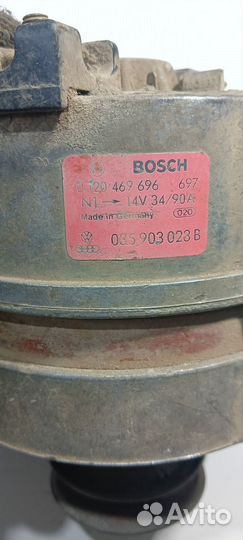 BOSCH
0 120 469 696 697
N1 → 14V 34/90A
Made in Germany 020
035 903 023 B
Avito